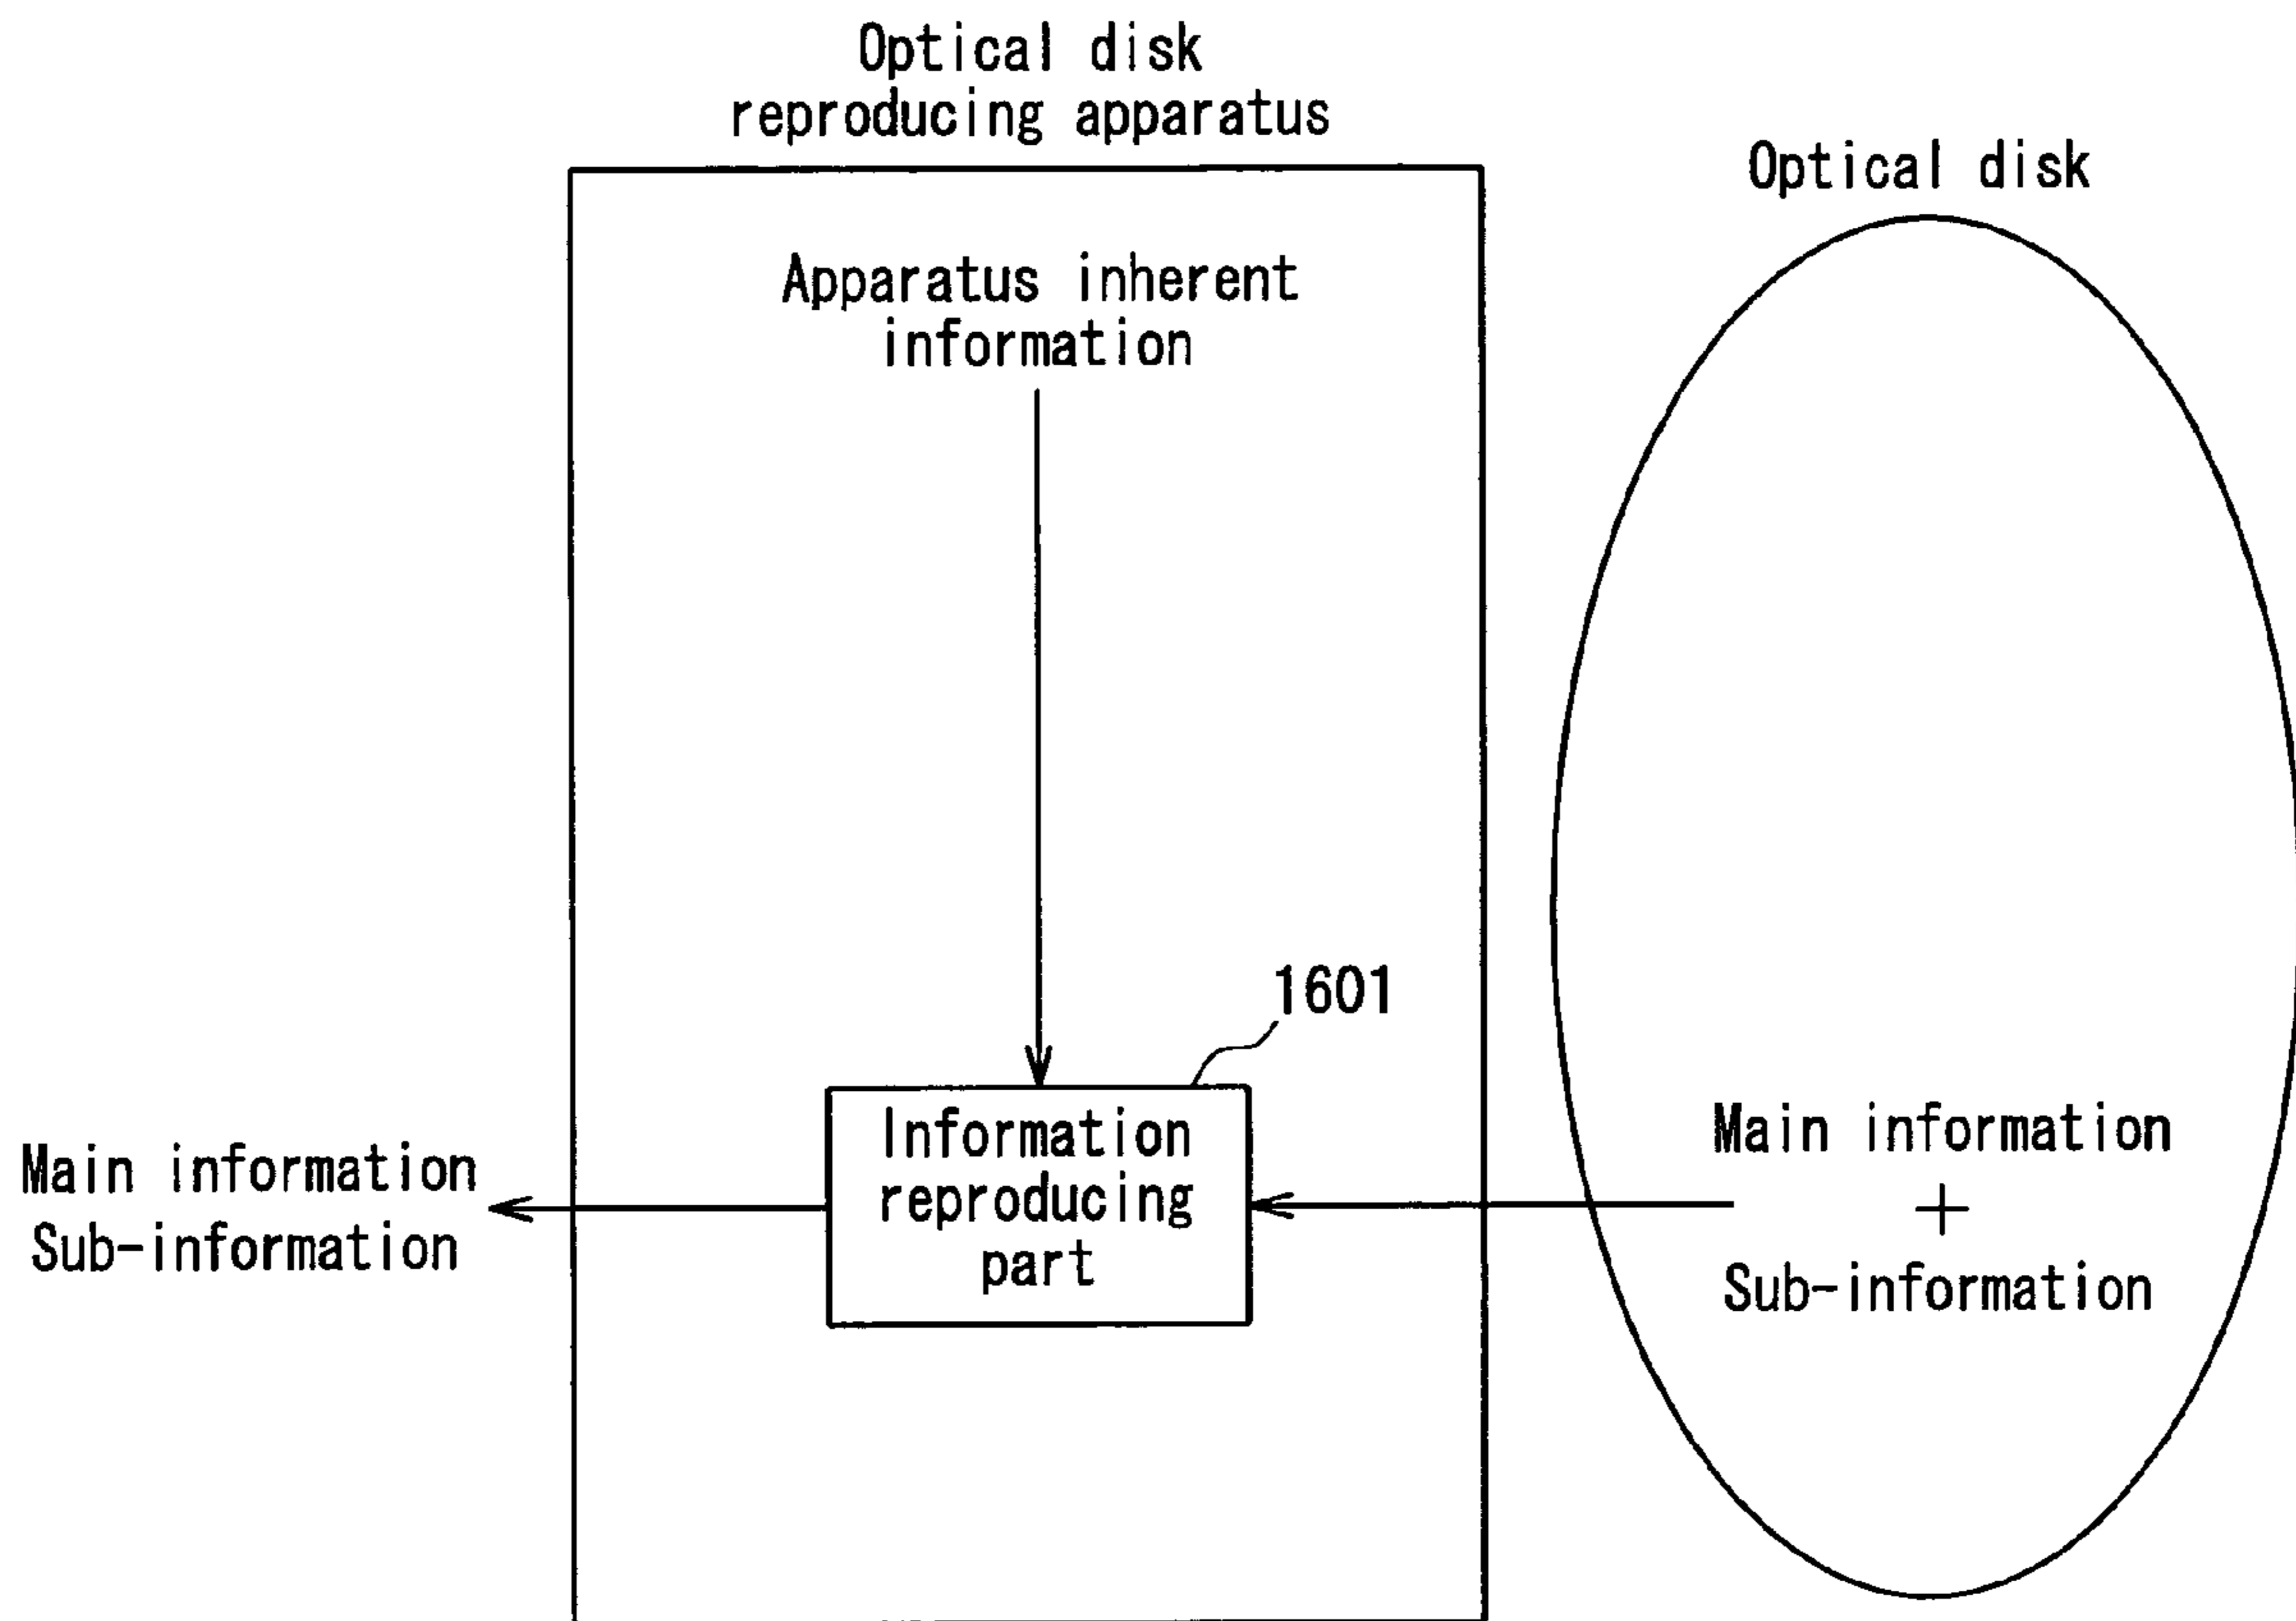 Optical disk
reproducing apparatus
Optical disk
Apparatus inherent
information
1601
Information
reproducing
part
Main information
Sub-information
Main information
+
Sub-information